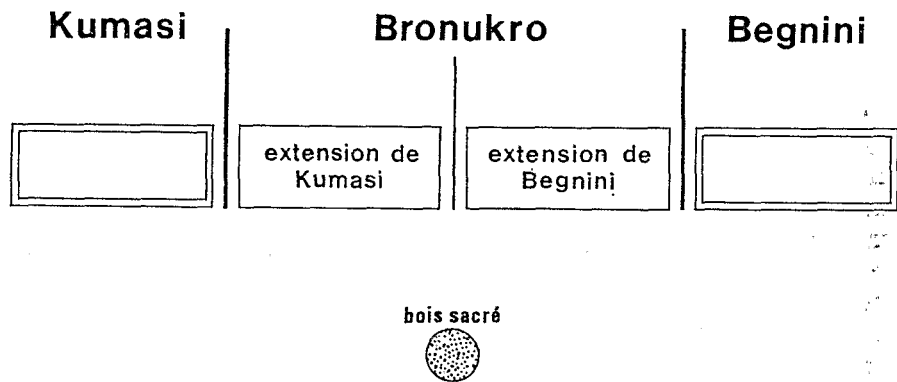 Kumasi Bronukro Begnini
extension de
Kumasi
extension de
Begnini
bois sacré